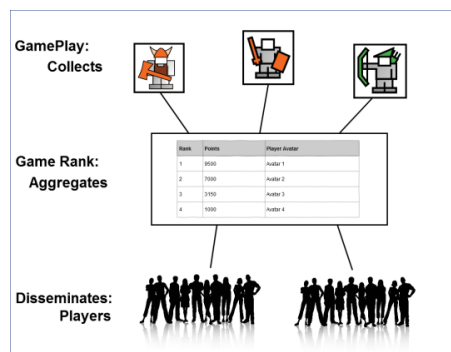 GamePlay:
Collects
Game Rank:
Aggregates
Rank Points Player Avatar
1 9500 Avatar 1
2 7000 Avatar 2
3 3150 Avatar 3
4 1000 Avatar 4
Disseminates:
Players